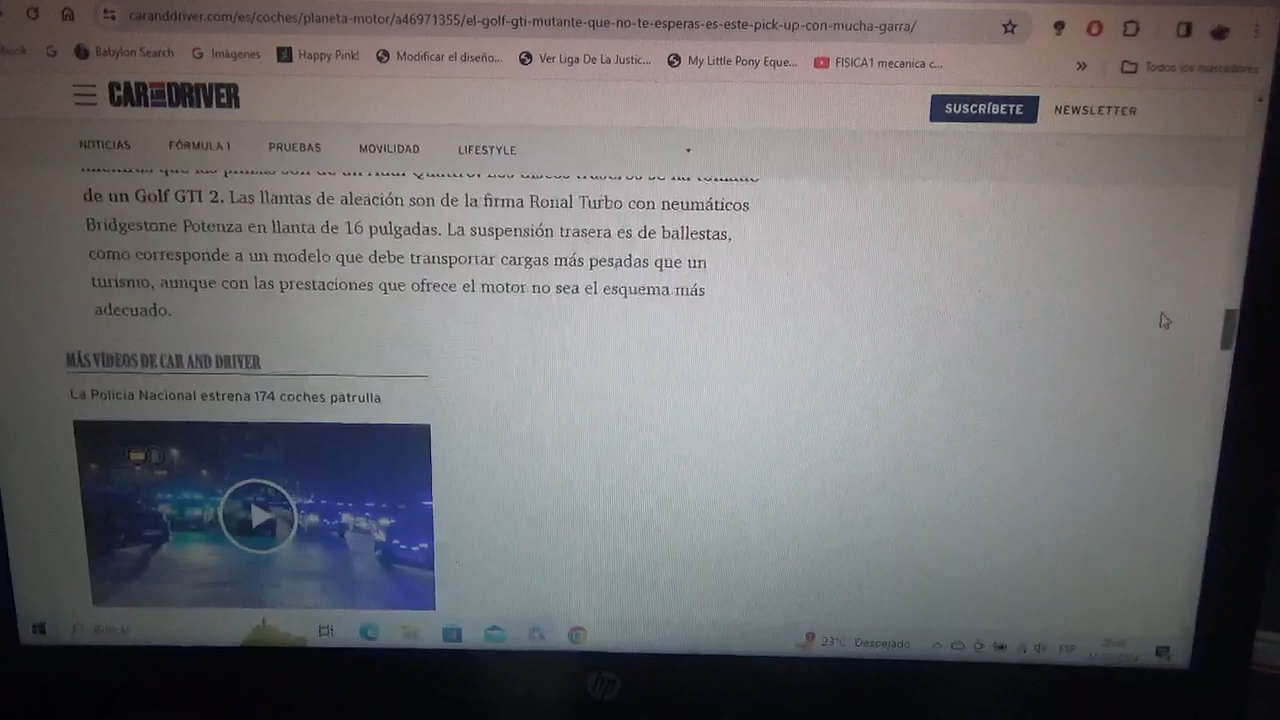 caranddriver.com/es/coches/planeta-motor/a46971355/el-golf-gti-mutante-que-no-te-esperas-es-este-pick-up-con-mucha-garra/
Babylon Search Imágenes Happy Pink! Modificar el diseño... Ver Liga De La Justic... My Little Pony Eque... FISICA1 mecanica c... » Todos los marcadores
CAR AND DRIVER SUSCRÍBETE NEWSLETTER
NOTICIAS FÓRMULA 1 PRUEBAS MOVILIDAD LIFESTYLE
de un Golf GTI 2. Las llantas de aleación son de la firma Ronal Turbo con neumáticos
Bridgestone Potenza en llanta de 16 pulgadas. La suspensión trasera es de ballestas,
como corresponde a un modelo que debe transportar cargas más pesadas que un
turismo, aunque con las prestaciones que ofrece el motor no sea el esquema más
adecuado.
MÁS VÍDEOS DE CAR AND DRIVER
La Policía Nacional estrena 174 coches patrulla
Buscar 23°C Despejado ESP
hp